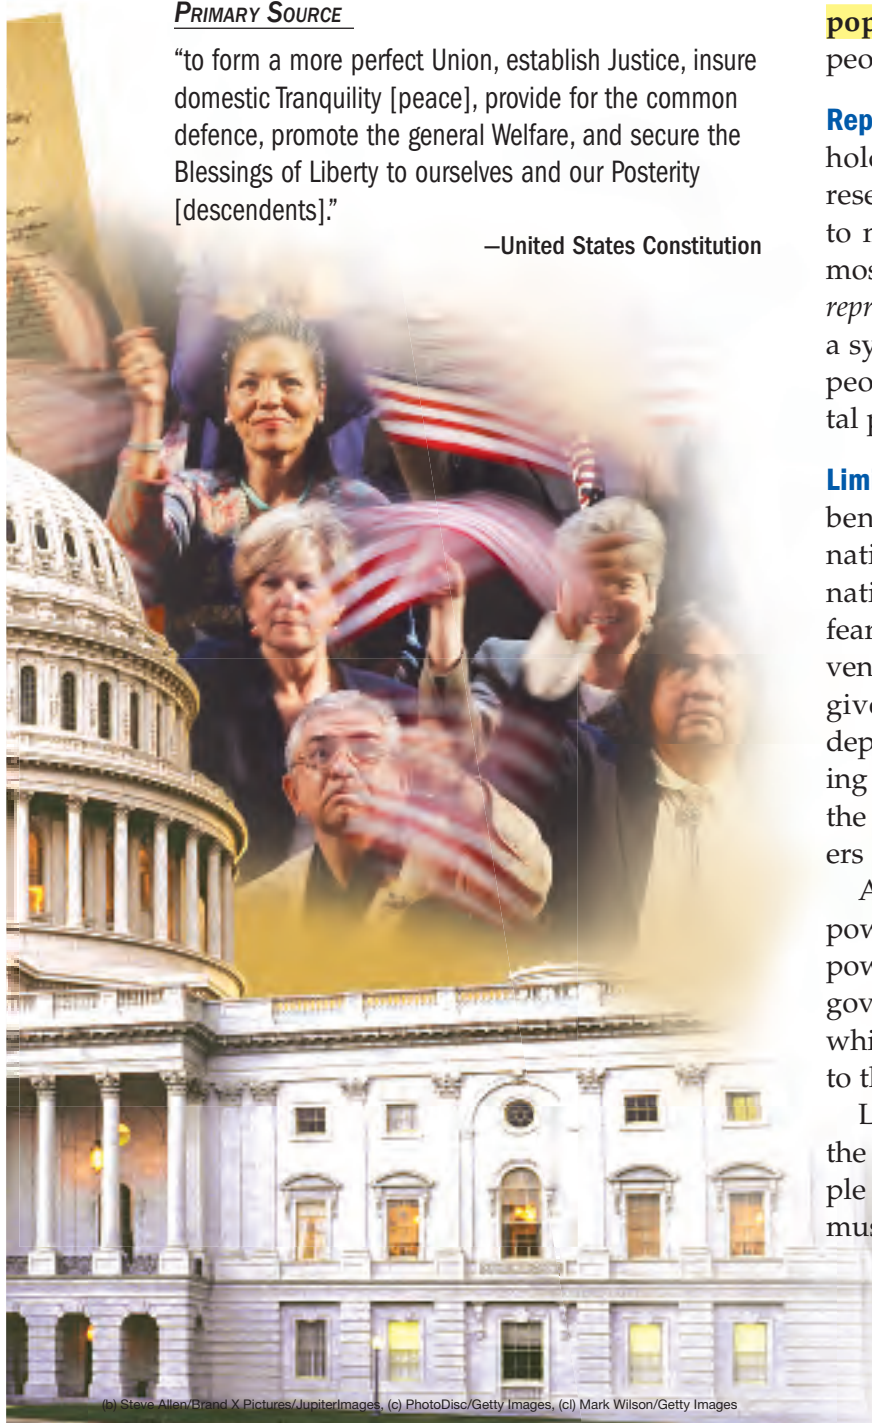 PRIMARY SOURCE
“to form a more perfect Union, establish Justice, insure
domestic Tranquility [peace], provide for the common
defence, promote the general Welfare, and secure the
Blessings of Liberty to ourselves and our Posterity
[descendents].”
—United States Constitution
pop
peo
Rep
hold
rese
to r
mos
repr
a sy
peo
tal p
Lim
ben
nati
nati
fear
ven
give
dep
ing
the
ers
A
pow
pow
gov
whi
to th
L
the
ple
mus
(b) Steve Allen/Brand X Pictures/JupiterImages, (c) PhotoDisc/Getty Images, (cl) Mark Wilson/Getty Images